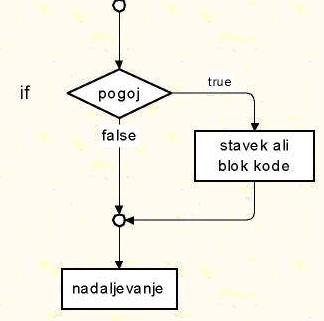 true
if
pogoj
false
stavek ali
blok kode
nadaljevanje